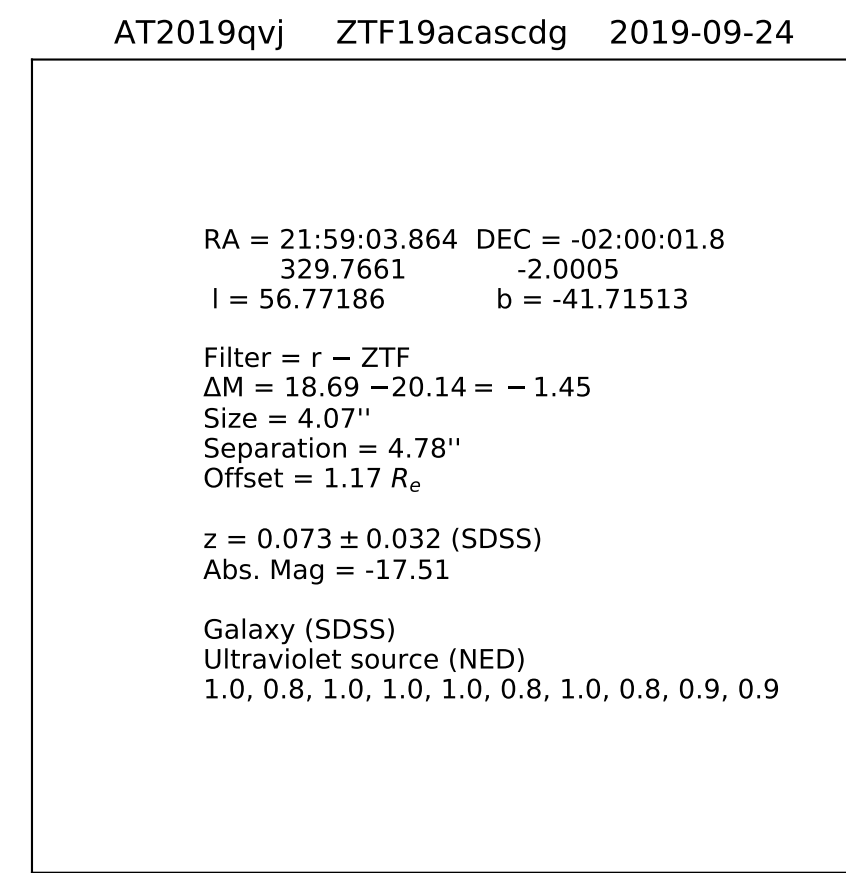 AT2019qvj ZTF19acascdg 2019-09-24
RA = 21:59:03.864 DEC = -02:00:01.8
329.7661 -2.0005
l = 56.77186 b = -41.71513
Filter = r − ZTF
ΔM = 18.69 −20.14 = − 1.45
Size = 4.07''
Separation = 4.78''
Offset = 1.17 Rₑ
z = 0.073 ± 0.032 (SDSS)
Abs. Mag = -17.51
Galaxy (SDSS)
Ultraviolet source (NED)
1.0, 0.8, 1.0, 1.0, 1.0, 0.8, 1.0, 0.8, 0.9, 0.9